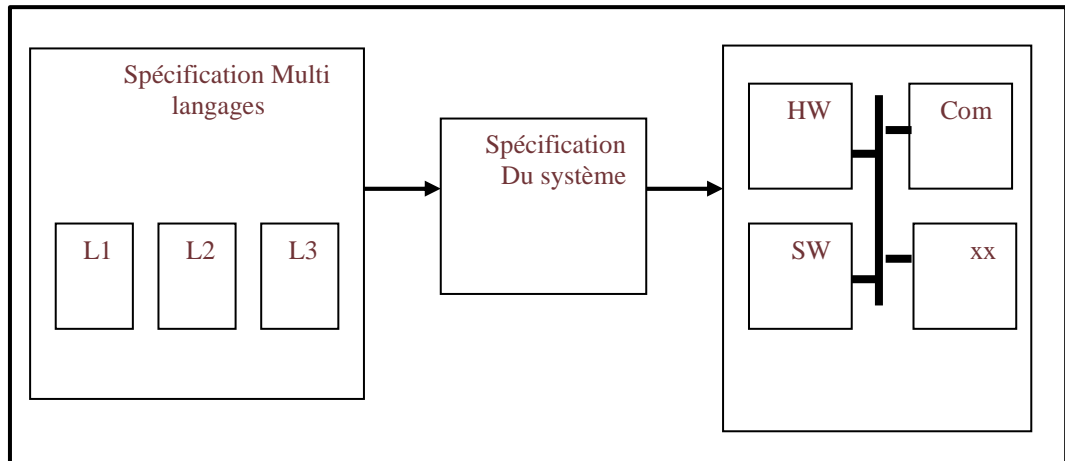 Spécification Multi
langages
L1
L2
L3
Spécification
Du système
HW
Com
SW
xx